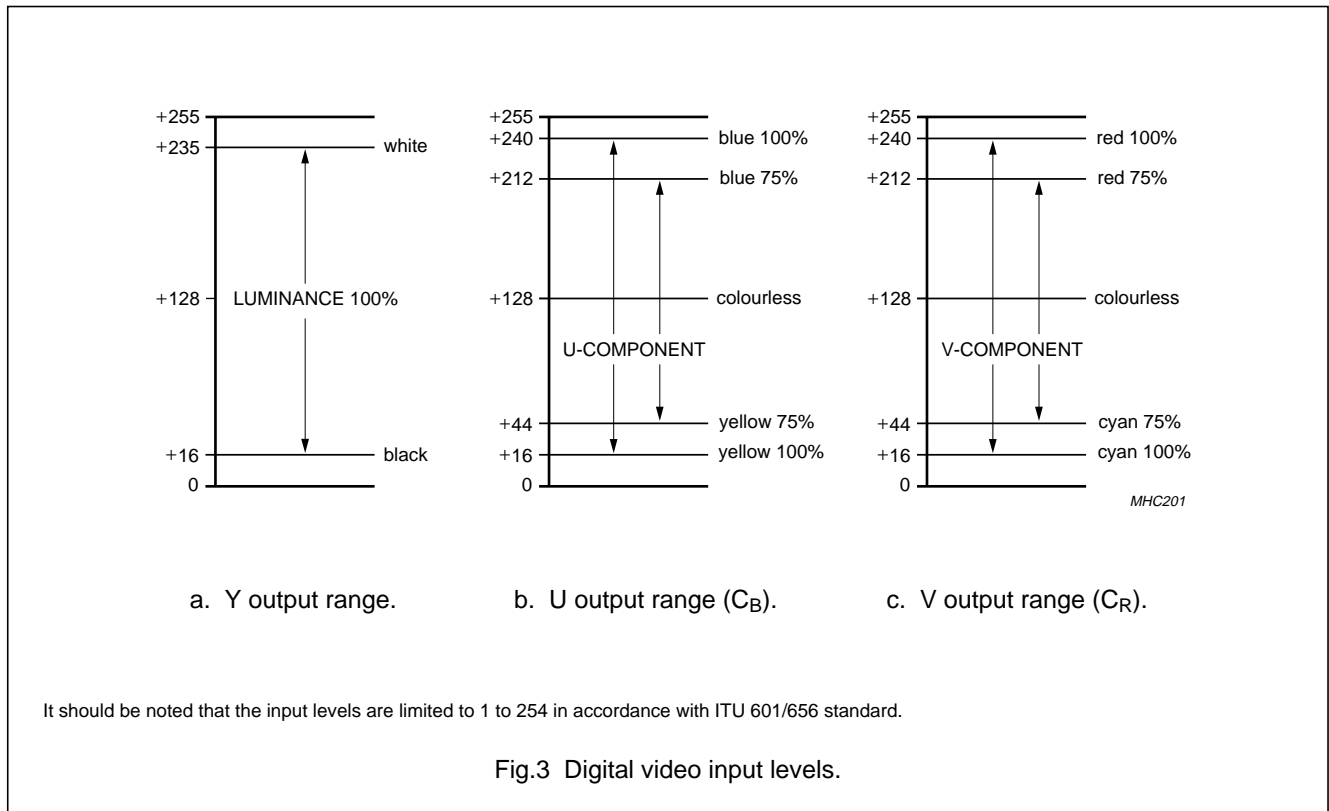 +255
+235
white
+128
LUMINANCE 100%
+16
black
0
a. Y output range.
+255
+240
blue 100%
+212
blue 75%
+128
colourless
U-COMPONENT
+44
yellow 75%
+16
yellow 100%
0
b. U output range (CB).
+255
+240
red 100%
+212
red 75%
+128
colourless
V-COMPONENT
+44
cyan 75%
+16
cyan 100%
0
MHC201
c. V output range (CR).
It should be noted that the input levels are limited to 1 to 254 in accordance with ITU 601/656 standard.
Fig.3 Digital video input levels.